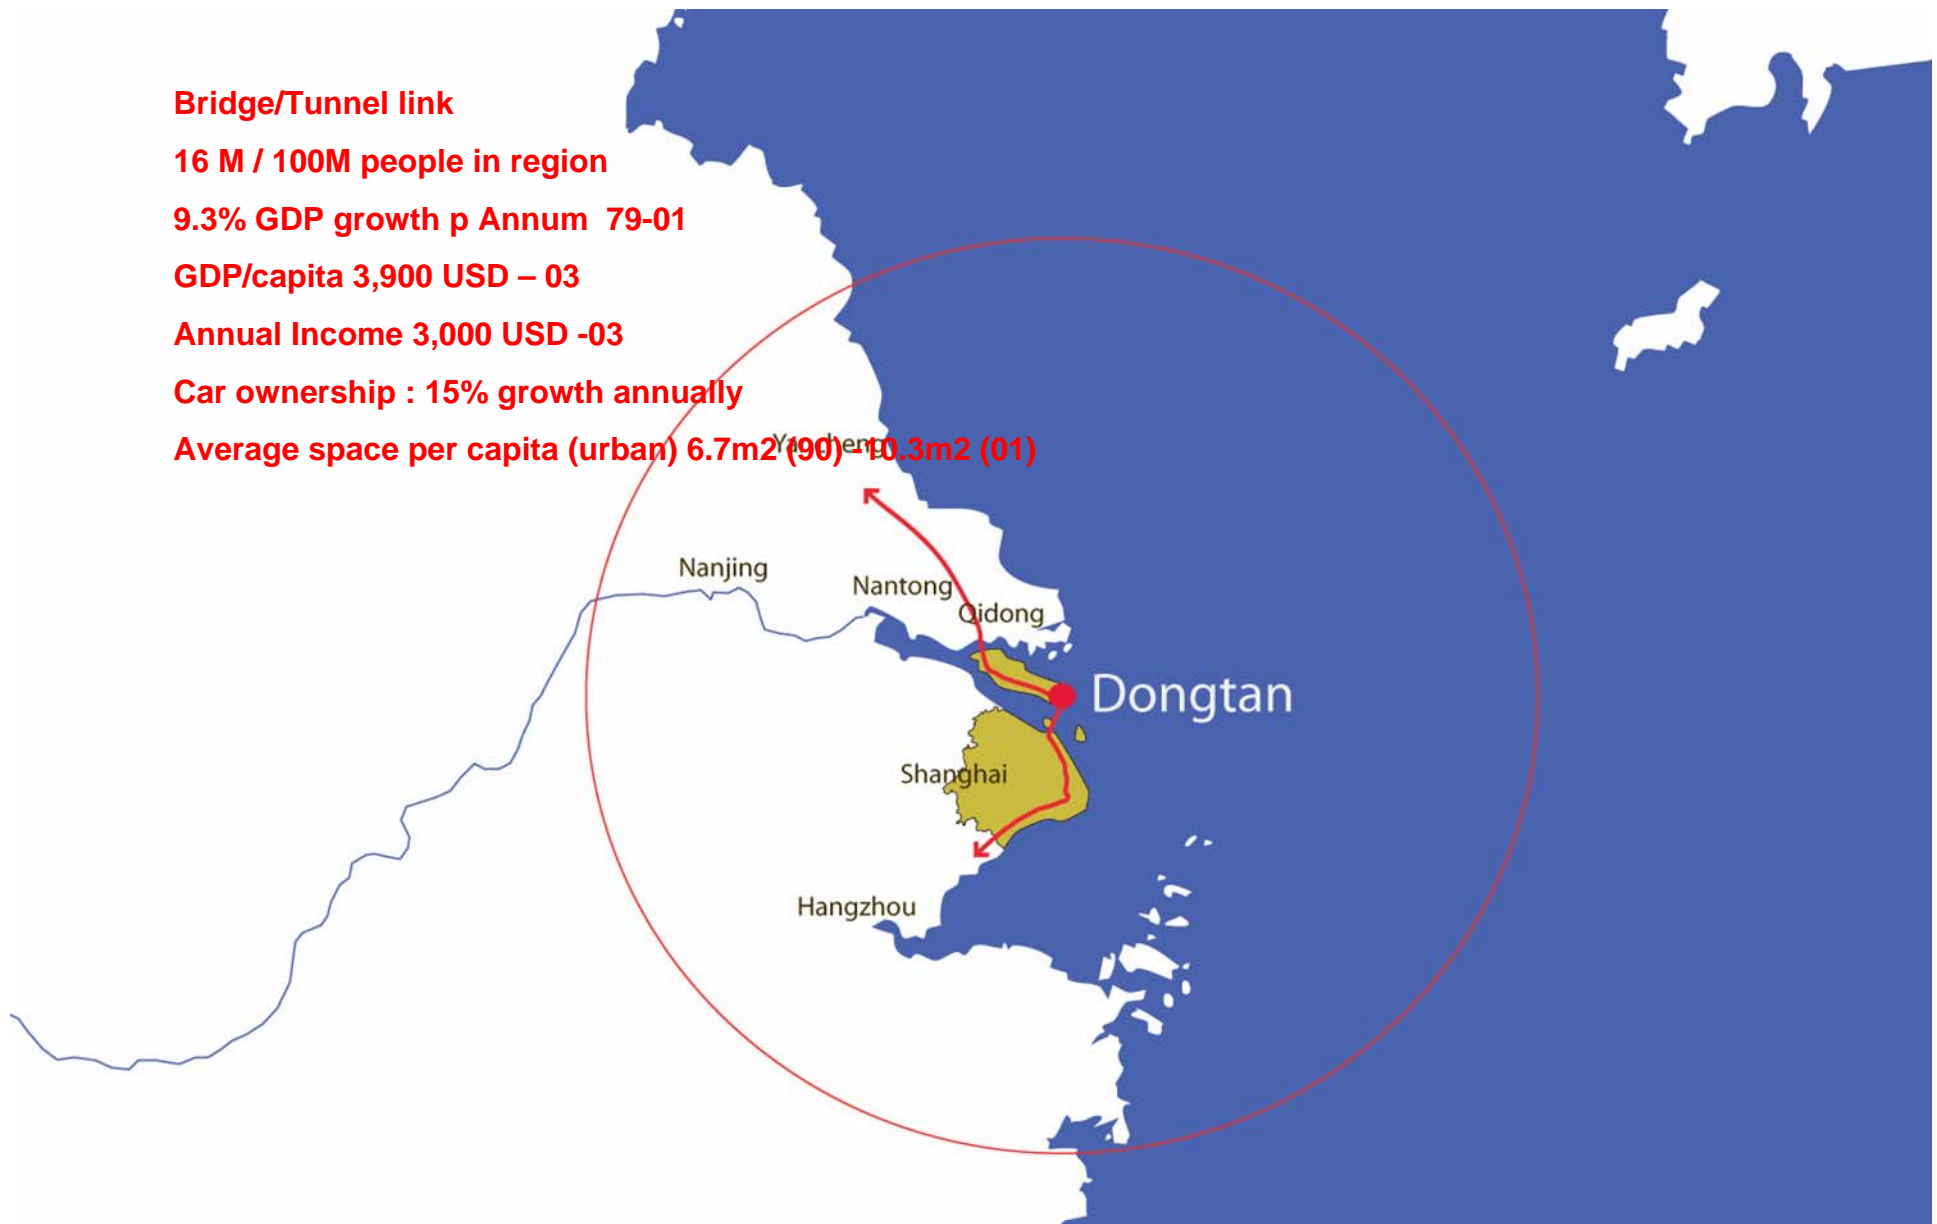 Bridge/Tunnel link
16 M / 100M people in region
9.3% GDP growth p Annum 79-01
GDP/capita 3,900 USD – 03
Annual Income 3,000 USD -03
Car ownership : 15% growth annually
Average space per capita (urban) 6.7m2 (90) -10.3m2 (01)
Yancheng
Nanjing
Nantong
Qidong
Dongtan
Shanghai
Hangzhou